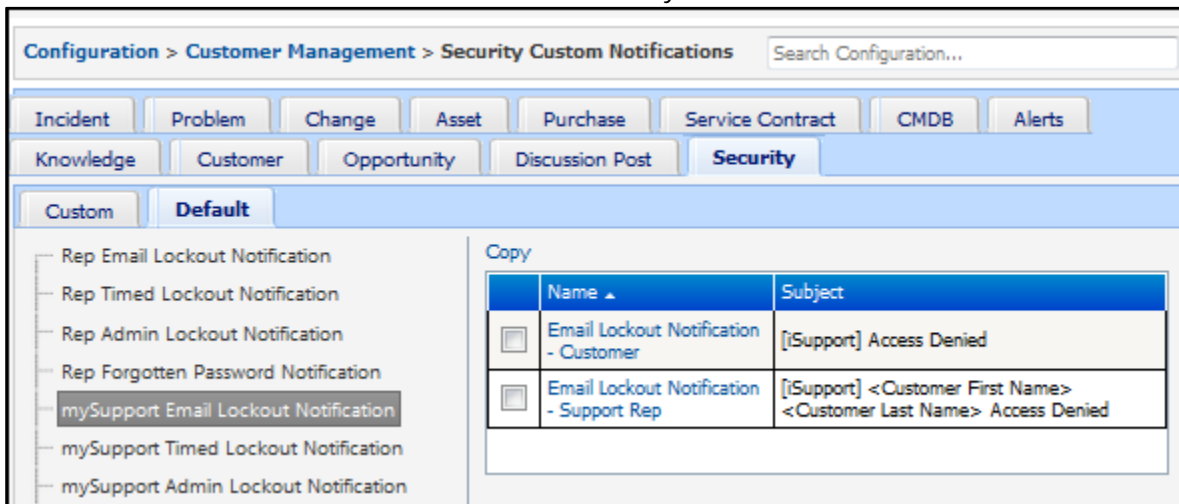 Configuration > Customer Management > Security Custom Notifications Search Configuration...
Incident Problem Change Asset Purchase Service Contract CMDB Alerts
Knowledge Customer Opportunity Discussion Post Security
Custom Default
Rep Email Lockout Notification
Rep Timed Lockout Notification
Rep Admin Lockout Notification
Rep Forgotten Password Notification
mySupport Email Lockout Notification
mySupport Timed Lockout Notification
mySupport Admin Lockout Notification
Copy
Name Subject
Email Lockout Notification
- Customer
[iSupport] Access Denied
Email Lockout Notification
- Support Rep
[iSupport] <Customer First Name>
<Customer Last Name> Access Denied